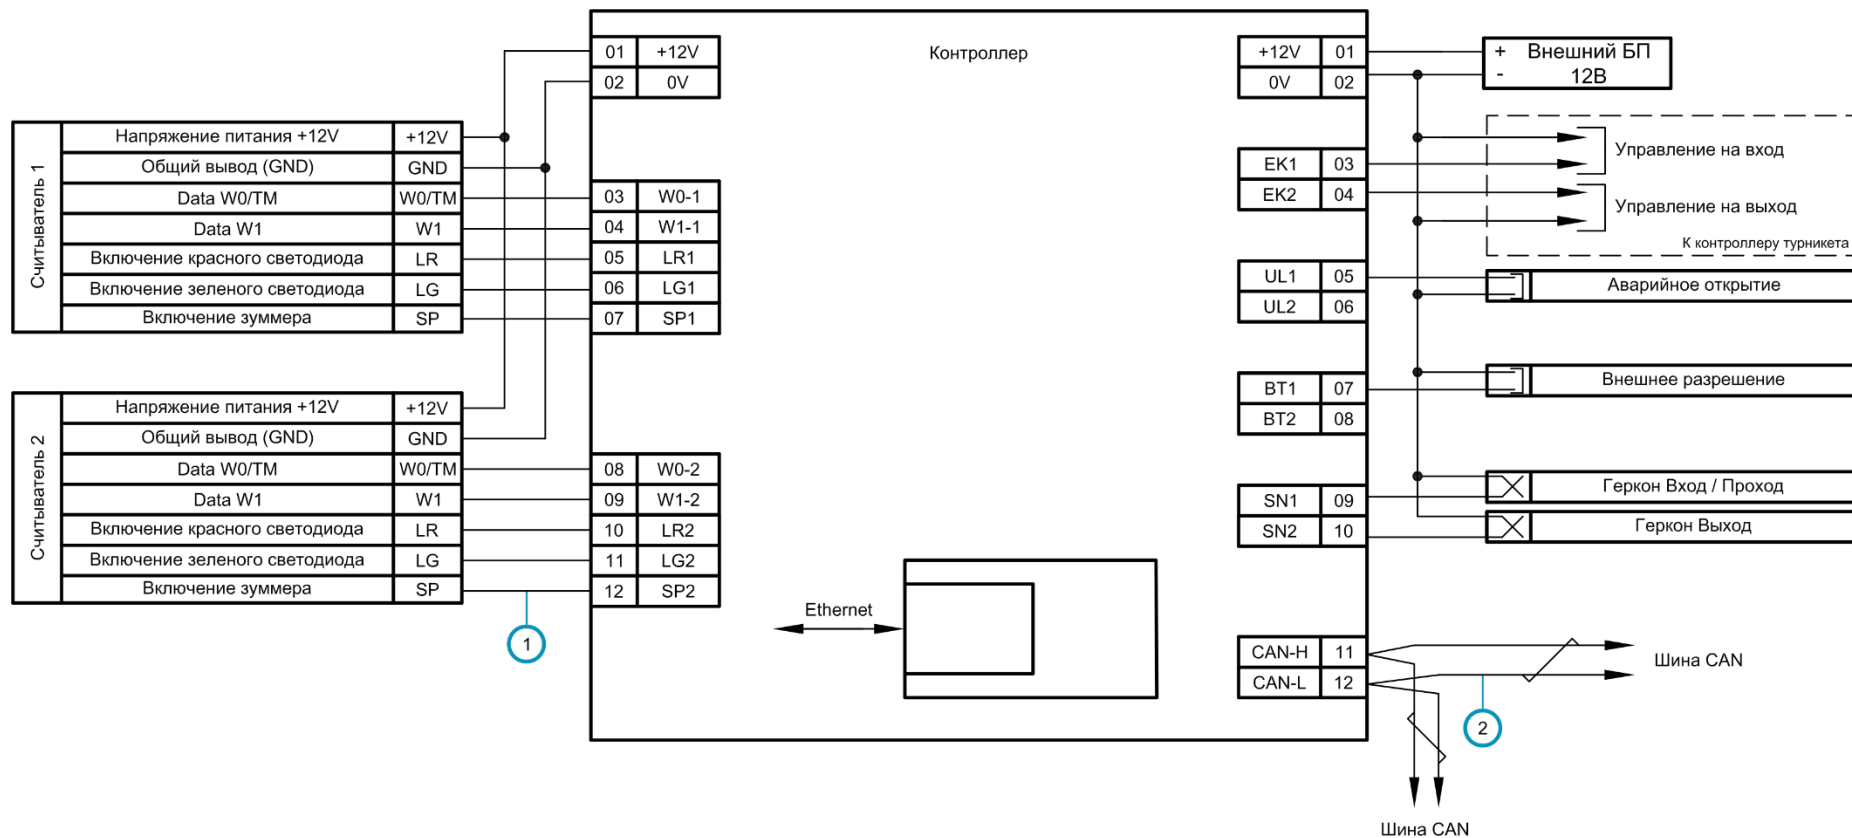 Контроллер
01 +12V
02 0V
Считыватель 1
Напряжение питания +12V +12V
Общий вывод (GND) GND
Data W0/TM W0/TM
Data W1 W1
Включение красного светодиода LR
Включение зеленого светодиода LG
Включение зуммера SP
03 W0-1
04 W1-1
05 LR1
06 LG1
07 SP1
Считыватель 2
Напряжение питания +12V +12V
Общий вывод (GND) GND
Data W0/TM W0/TM
Data W1 W1
Включение красного светодиода LR
Включение зеленого светодиода LG
Включение зуммера SP
08 W0-2
09 W1-2
10 LR2
11 LG2
12 SP2
1
Ethernet
+12V 01
0V 02
+ Внешний БП
- 12В
EK1 03
EK2 04
Управление на вход
Управление на выход
К контроллеру турникета
UL1 05
UL2 06
Аварийное открытие
BT1 07
BT2 08
Внешнее разрешение
SN1 09
SN2 10
Геркон Вход / Проход
Геркон Выход
CAN-H 11
CAN-L 12
Шина CAN
2
Шина CAN